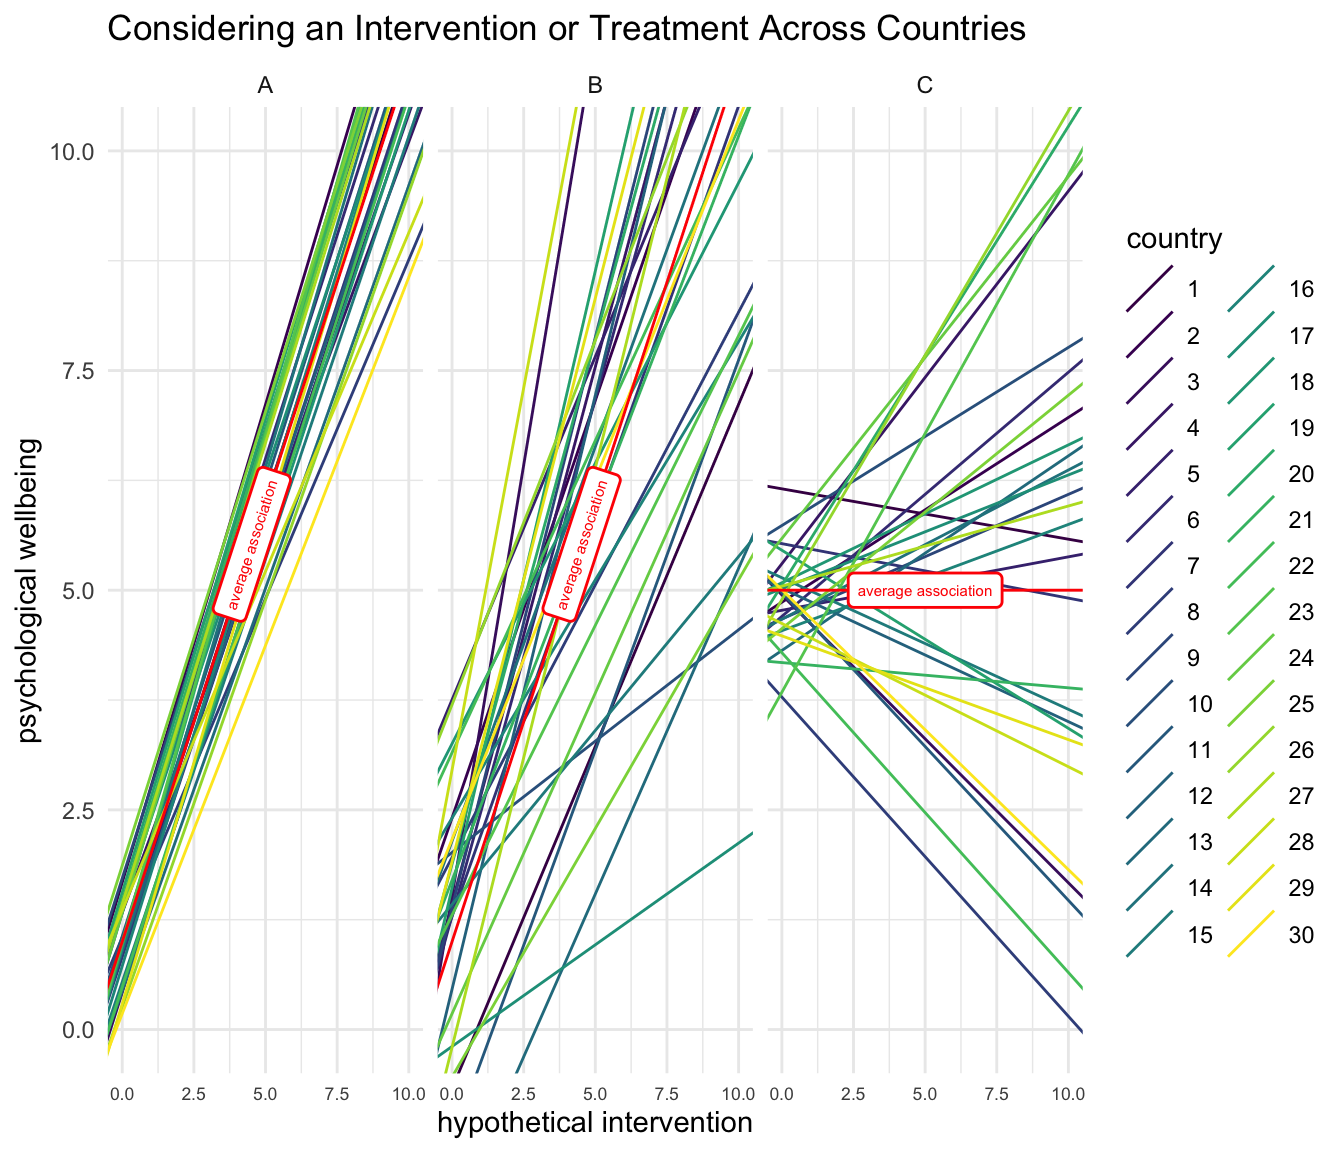 Considering an Intervention or Treatment Across Countries
A
B
C
psychological wellbeing
10.0
7.5
5.0
2.5
0.0
average association
average association
average association
0.0 2.5 5.0 7.5 10.0
0.0 2.5 5.0 7.5 10.0
0.0 2.5 5.0 7.5 10.0
hypothetical intervention
country
1
2
3
4
5
6
7
8
9
10
11
12
13
14
15
16
17
18
19
20
21
22
23
24
25
26
27
28
29
30